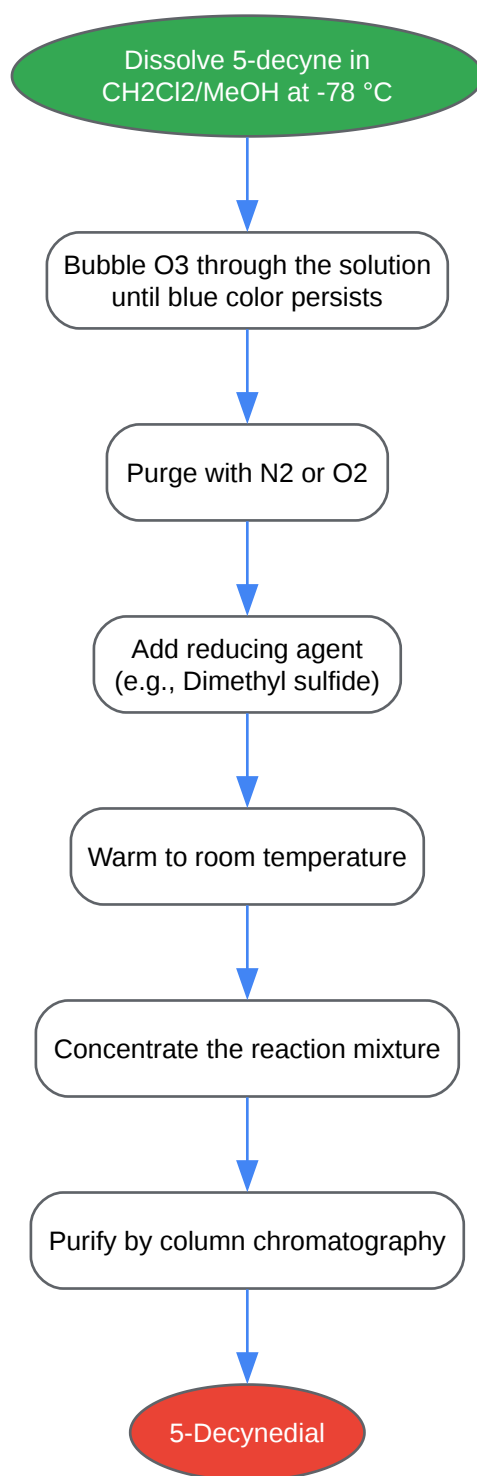 Dissolve 5-decyne in
CH2Cl2/MeOH at -78 °C
Bubble O3 through the solution
until blue color persists
Purge with N2 or O2
Add reducing agent
(e.g., Dimethyl sulfide)
Warm to room temperature
Concentrate the reaction mixture
Purify by column chromatography
5-Decynedial